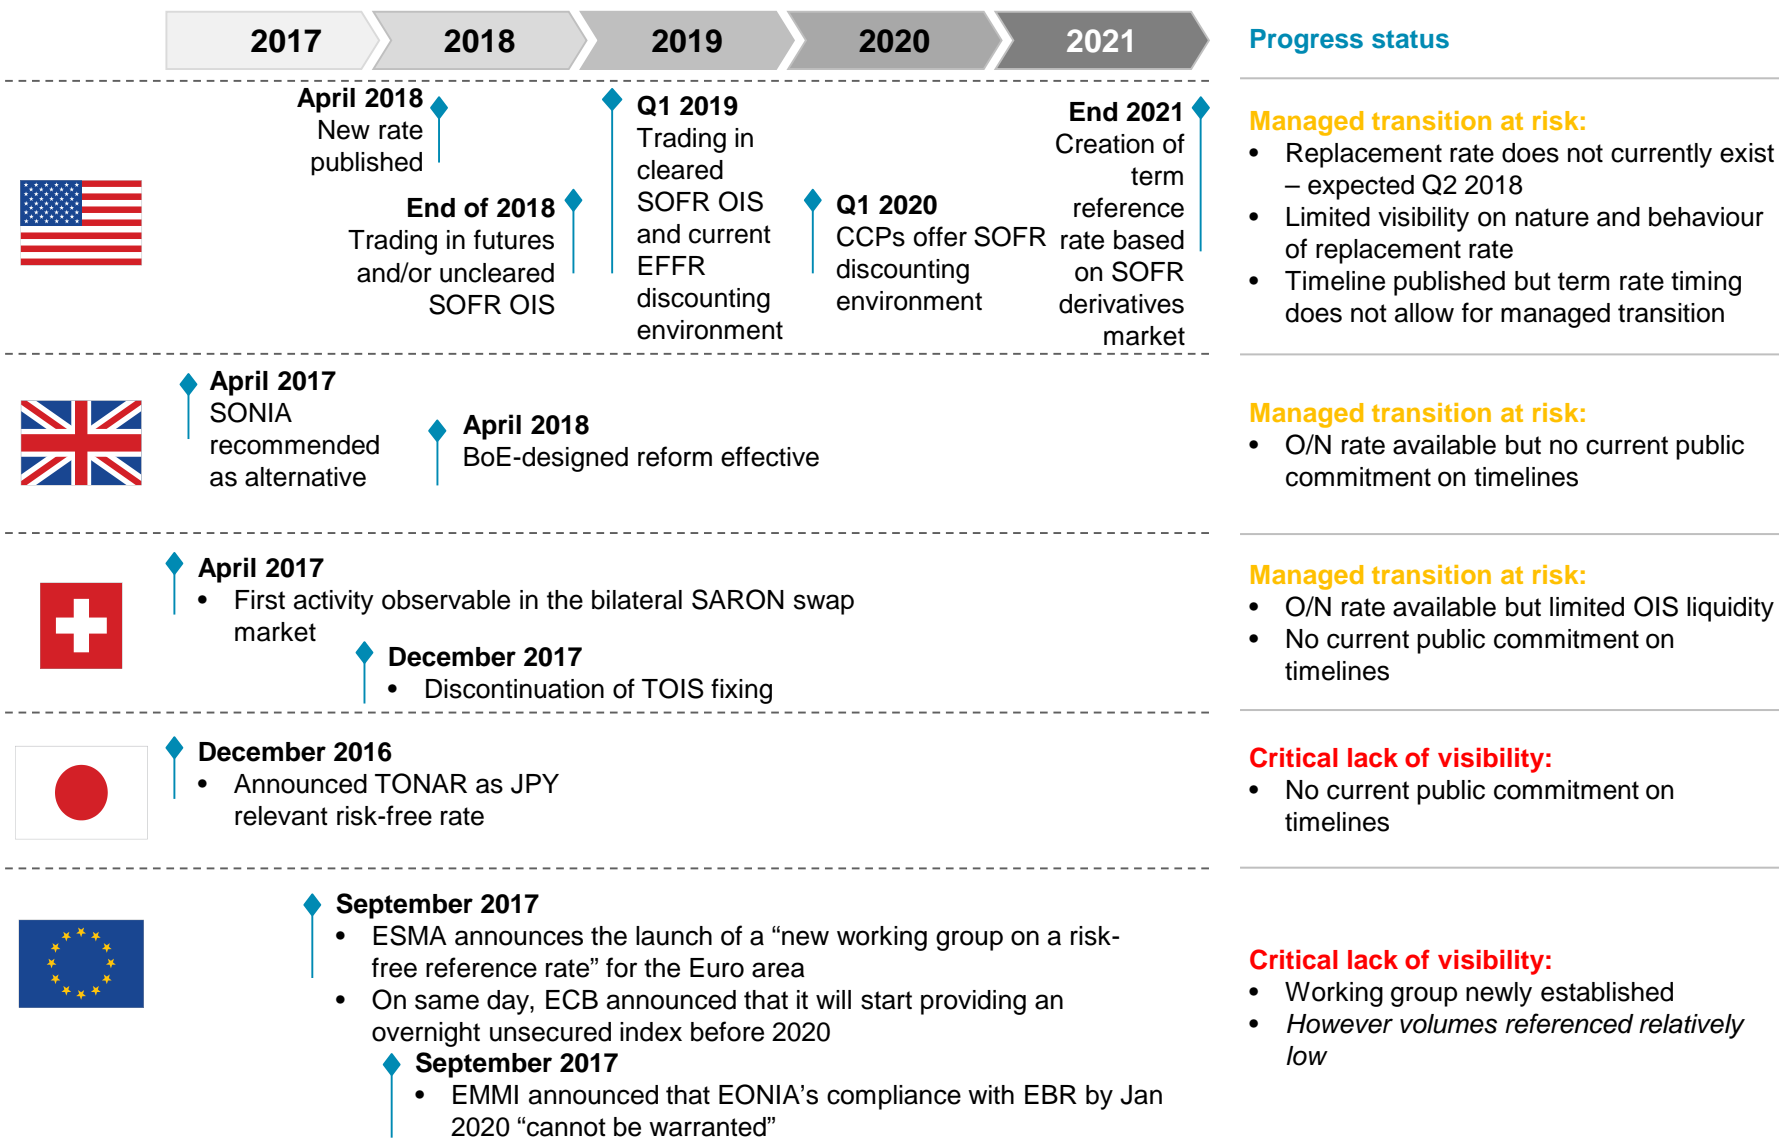 2017
2018
2019
2020
2021
Progress status
April 2018
New rate
published
End of 2018
Trading in futures
and/or uncleared
SOFR OIS
Q1 2019
Trading in
cleared
SOFR OIS
and current
EFFR
discounting
environment
Q1 2020
CCPs offer SOFR
discounting
environment
End 2021
Creation of
term
reference
rate based
on SOFR
derivatives
market
Managed transition at risk:
• Replacement rate does not currently exist
– expected Q2 2018
• Limited visibility on nature and behaviour
of replacement rate
• Timeline published but term rate timing
does not allow for managed transition
April 2017
SONIA
recommended
as alternative
April 2018
BoE-designed reform effective
Managed transition at risk:
• O/N rate available but no current public
commitment on timelines
April 2017
• First activity observable in the bilateral SARON swap
market
December 2017
• Discontinuation of TOIS fixing
Managed transition at risk:
• O/N rate available but limited OIS liquidity
• No current public commitment on
timelines
December 2016
• Announced TONAR as JPY
relevant risk-free rate
Critical lack of visibility:
• No current public commitment on
timelines
September 2017
• ESMA announces the launch of a “new working group on a risk-
free reference rate” for the Euro area
• On same day, ECB announced that it will start providing an
overnight unsecured index before 2020
September 2017
• EMMI announced that EONIA’s compliance with EBR by Jan
2020 “cannot be warranted”
Critical lack of visibility:
• Working group newly established
• However volumes referenced relatively
low